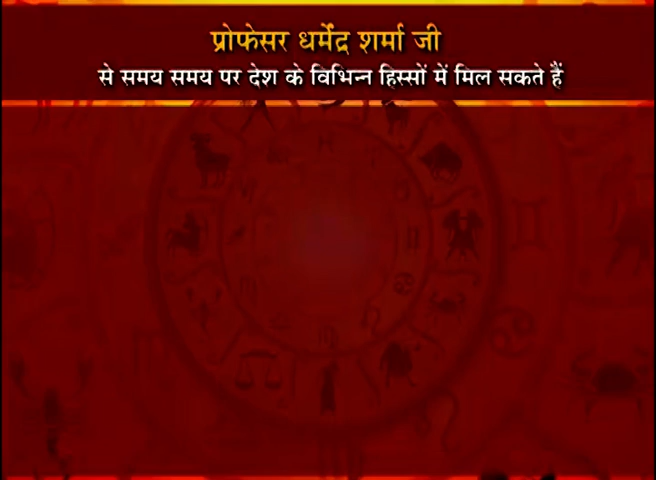 प्रोफेसर धर्मेंद्र शर्मा जी
से समय समय पर देश के विभिन्न हिस्सों में मिल सकते हैं